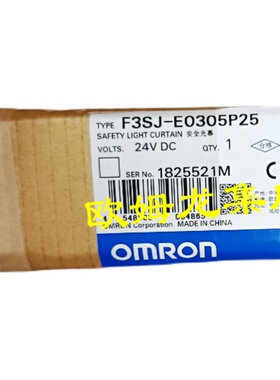 TYPE F3SJ-E0305P25
SAFETY LIGHT CURTAIN 安全光幕
VOLTS. 24V DC QTY. 1
合格
SER No. 1825521M
欧姆龙
OMRON
OMRON Corporation MADE IN CHINA